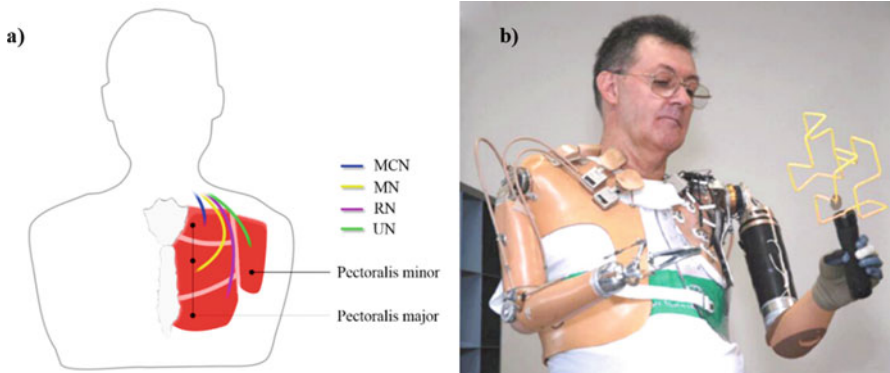 a)
MCN
MN
RN
UN
Pectoralis minor
Pectoralis major
b)